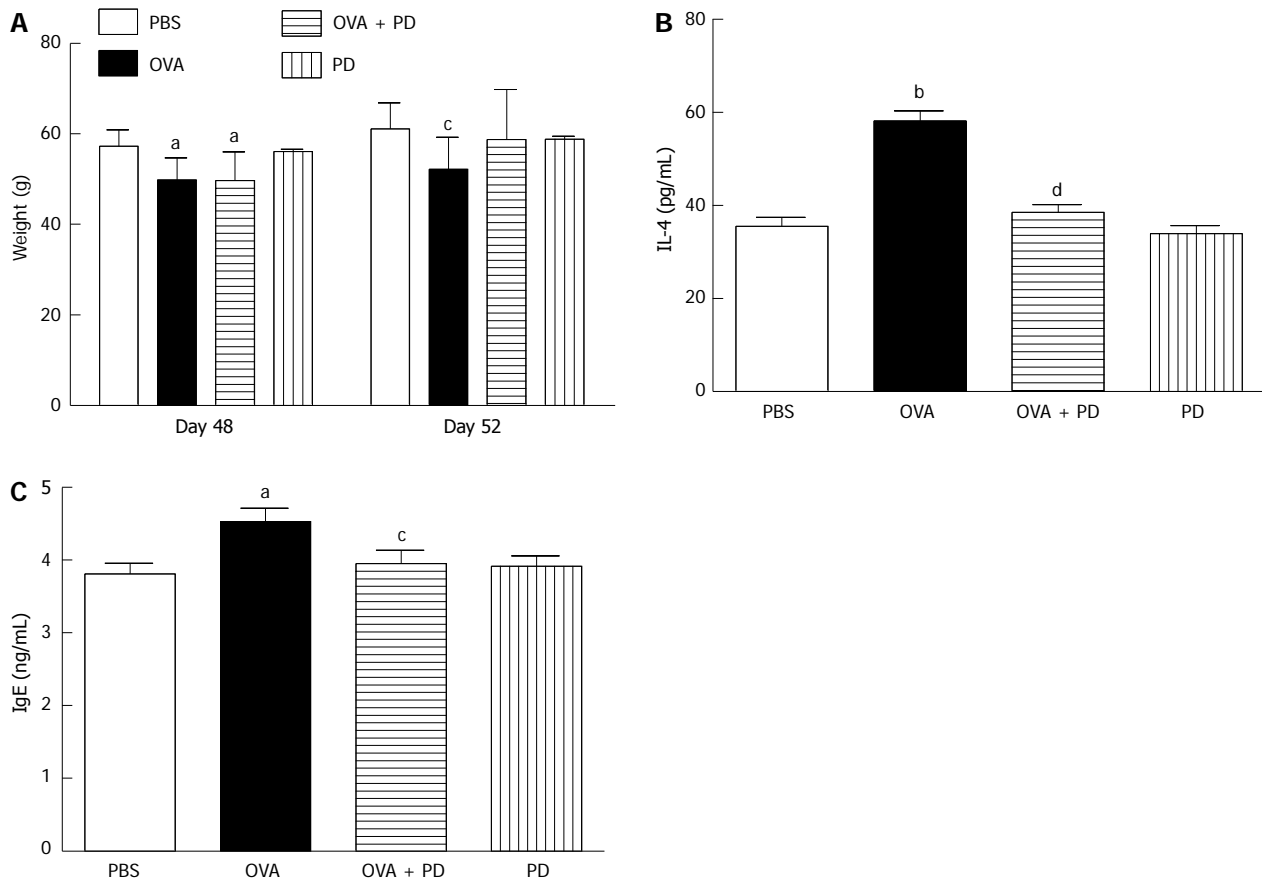 A
PBS
OVA + PD
OVA
PD
80
60
40
20
0
Weight (g)
a
a
c
Day 48
Day 52
B
80
60
40
20
0
IL-4 (pg/mL)
b
d
PBS
OVA
OVA + PD
PD
C
5
4
3
2
1
0
IgE (ng/mL)
a
c
PBS
OVA
OVA + PD
PD